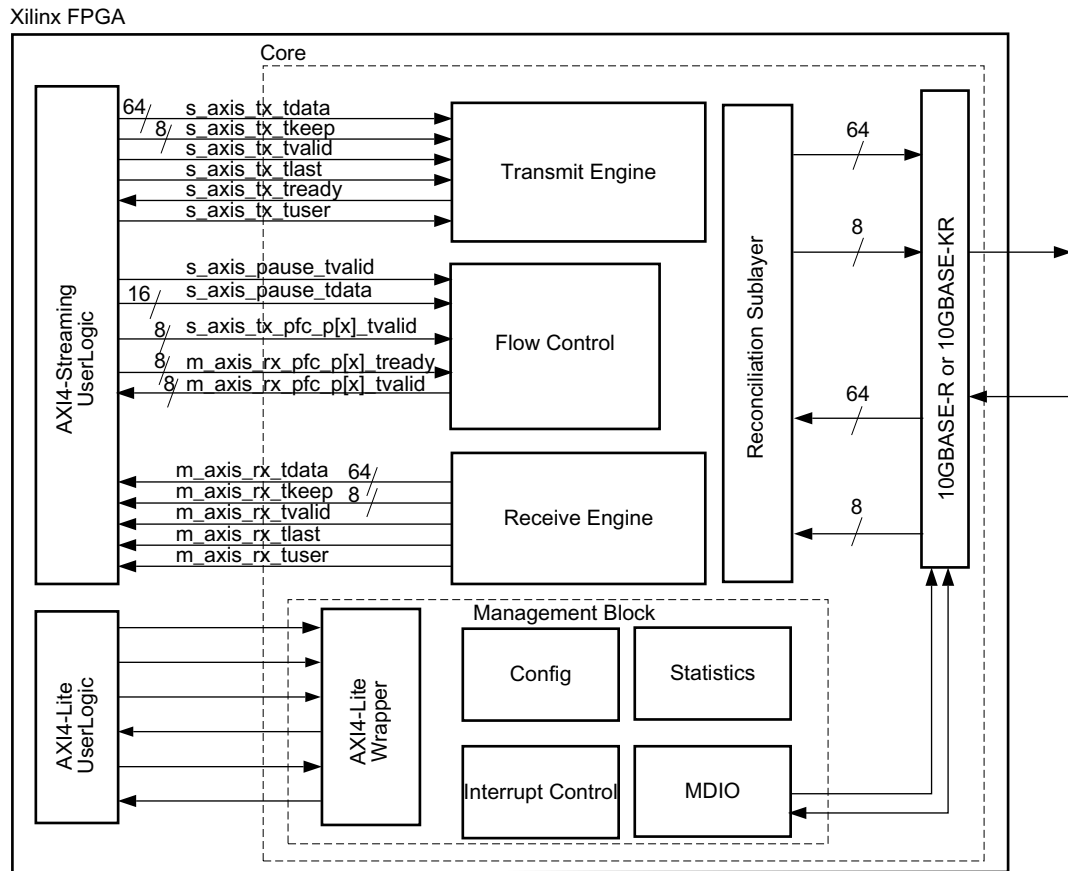 Xilinx FPGA
Core
AXI4-Streaming
UserLogic
64
s_axis_tx_tdata
8
s_axis_tx_tkeep
s_axis_tx_tvalid
s_axis_tx_tlast
s_axis_tx_tready
s_axis_tx_tuser
Transmit Engine
s_axis_pause_tvalid
16
s_axis_pause_tdata
8
s_axis_tx_pfc_p[x]_tvalid
8
m_axis_rx_pfc_p[x]_tready
8
m_axis_rx_pfc_p[x]_tvalid
Flow Control
m_axis_rx_tdata
64
m_axis_rx_tkeep
8
m_axis_rx_tvalid
m_axis_rx_tlast
m_axis_rx_tuser
Receive Engine
Reconciliation Sublayer
64
8
64
8
10GBASE-R or 10GBASE-KR
AXI4-Lite
UserLogic
Management Block
AXI4-Lite
Wrapper
Config
Statistics
Interrupt Control
MDIO